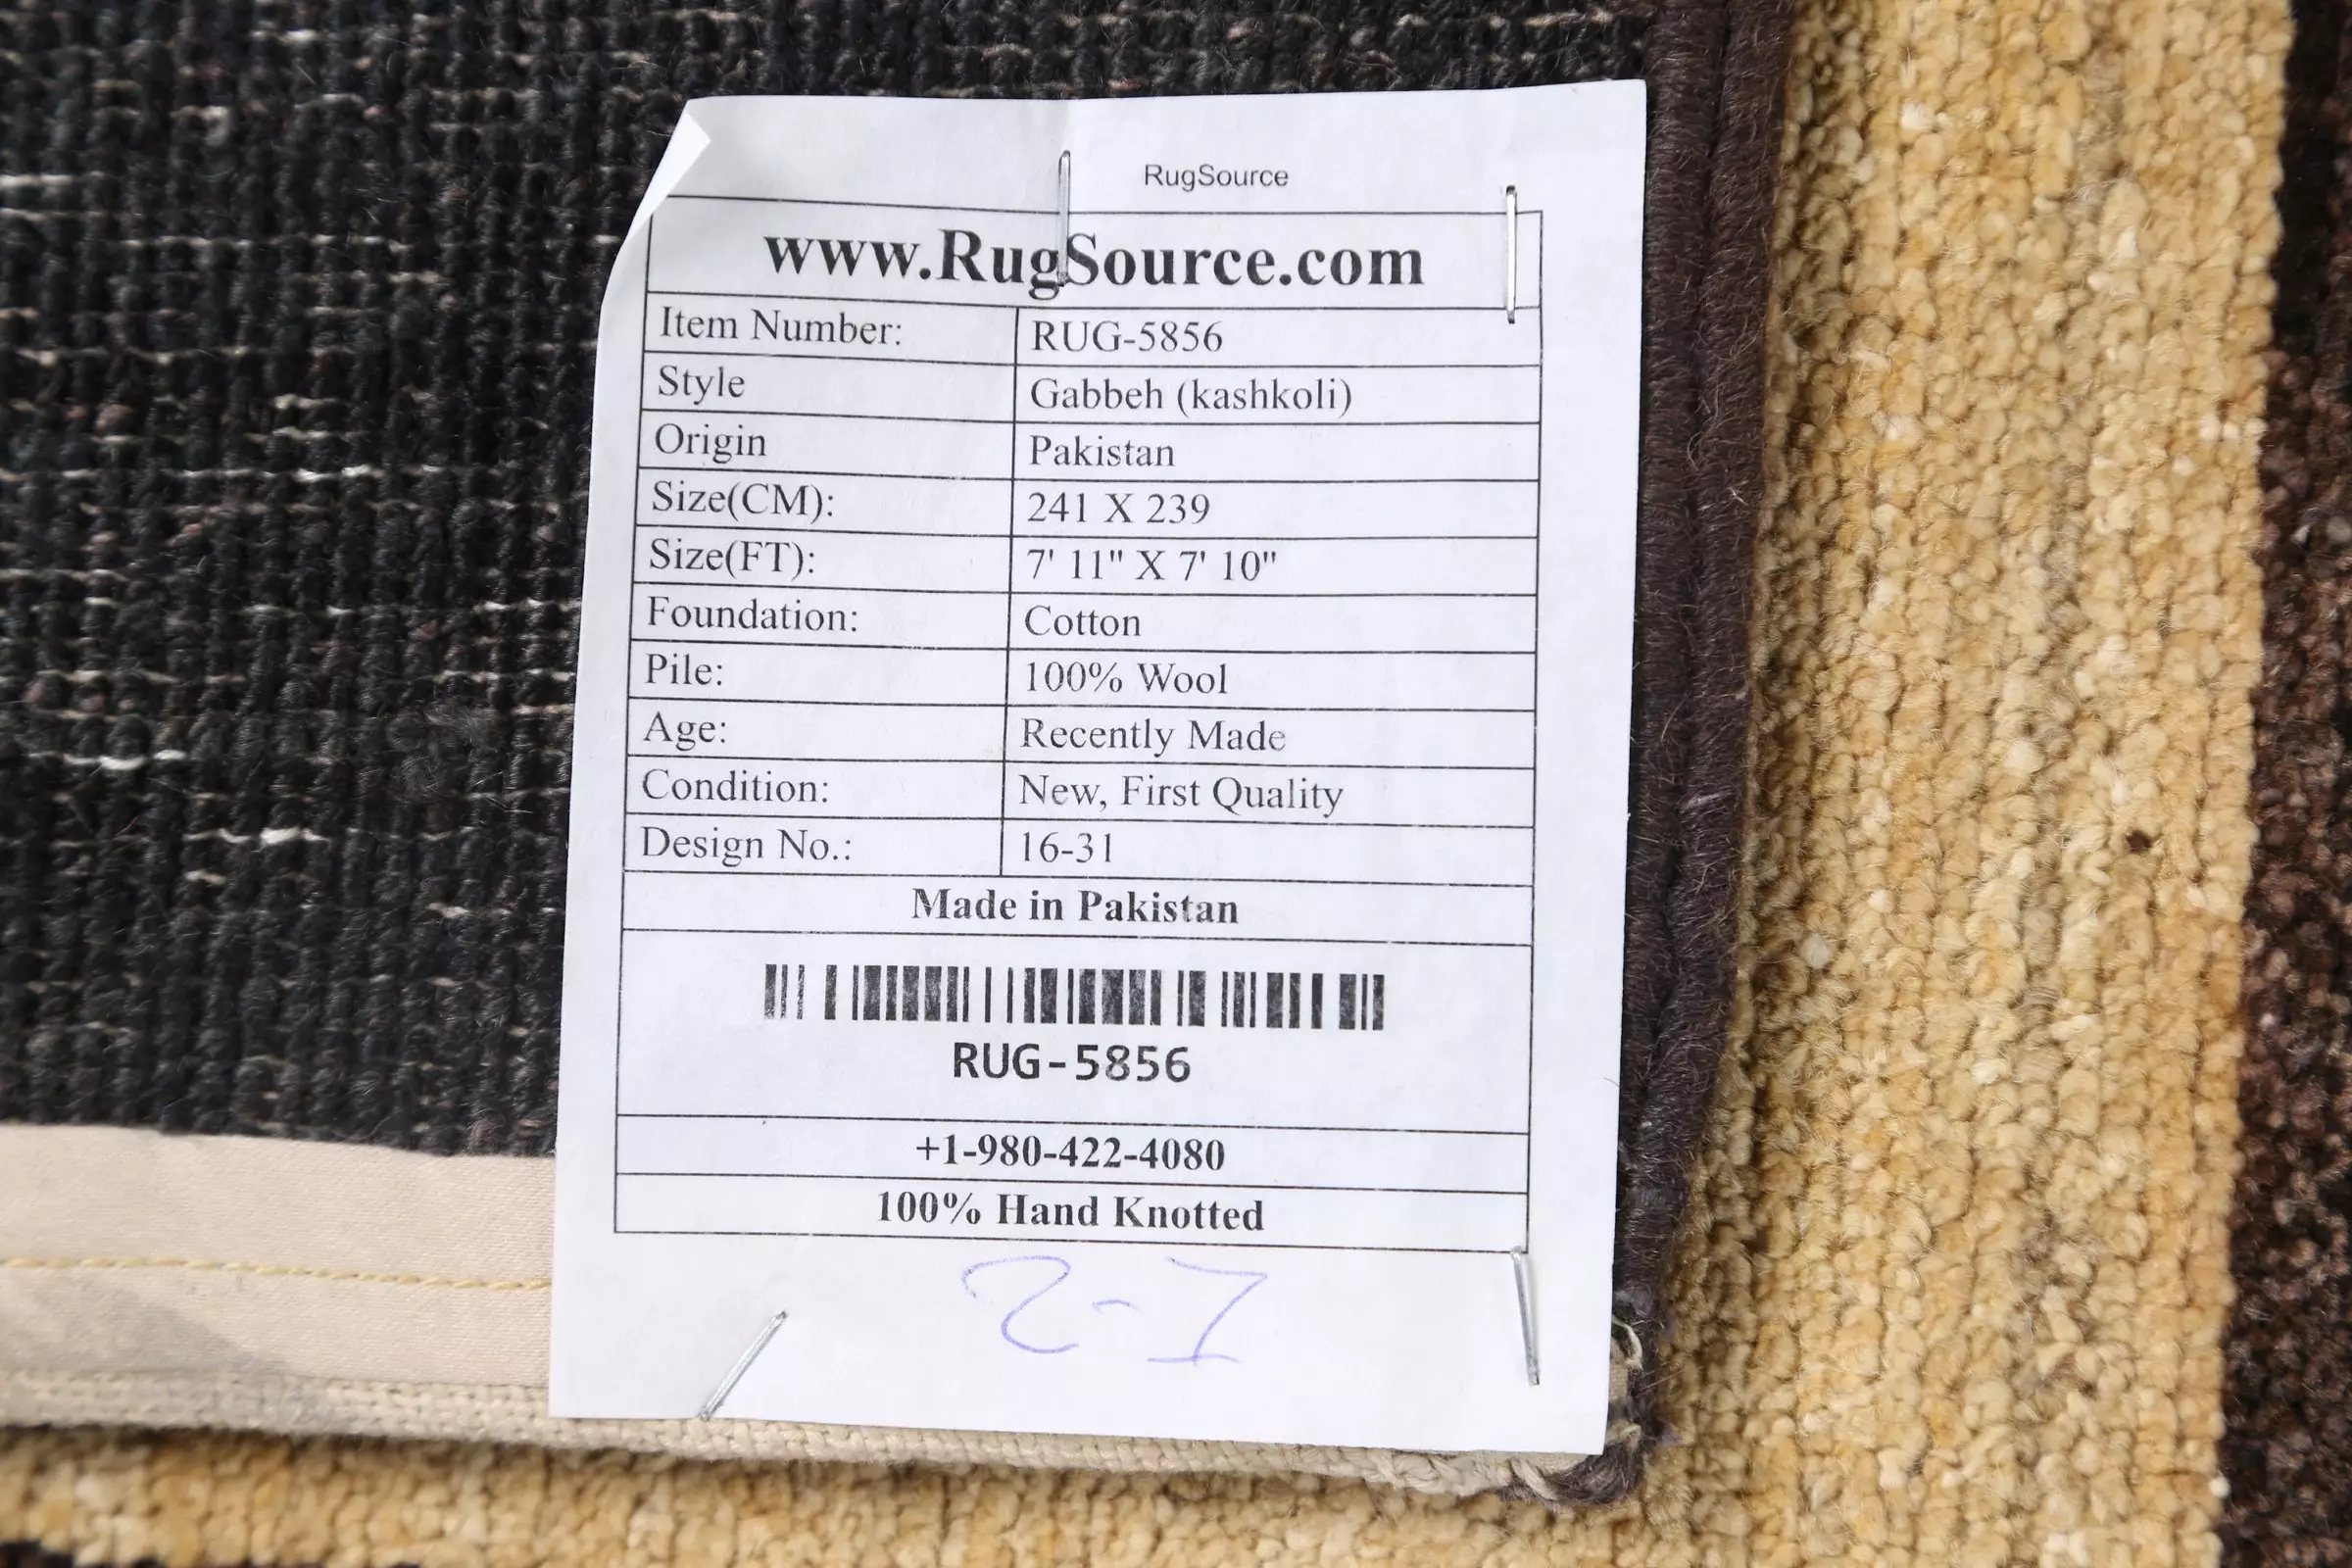 RugSource
www.RugSource.com
Item Number: RUG-5856
Style Gabbeh (kashkoli)
Origin Pakistan
Size(CM): 241 X 239
Size(FT): 7' 11" X 7' 10"
Foundation: Cotton
Pile: 100% Wool
Age: Recently Made
Condition: New, First Quality
Design No.: 16-31
Made in Pakistan
RUG-5856
+1-980-422-4080
100% Hand Knotted